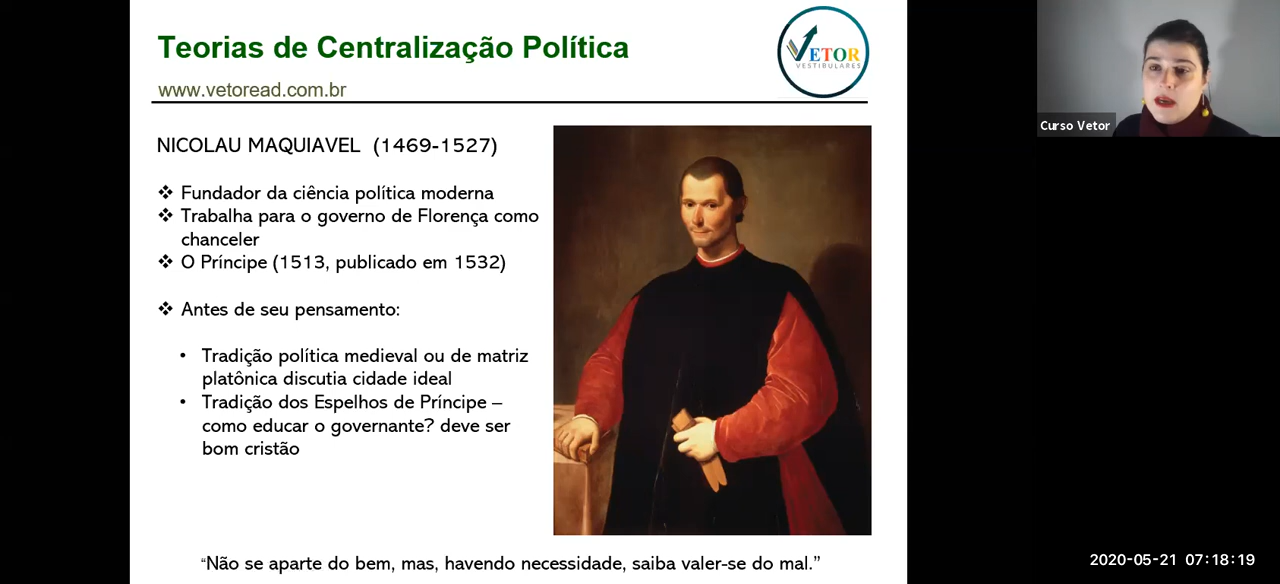 Teorias de Centralização Política
www.vetoread.com.br
VETOR
VESTIBULARES
Curso Vetor
NICOLAU MAQUIAVEL (1469-1527)
❖ Fundador da ciência política moderna
❖ Trabalha para o governo de Florença como
chanceler
❖ O Príncipe (1513, publicado em 1532)
❖ Antes de seu pensamento:
• Tradição política medieval ou de matriz
platônica discutia cidade ideal
• Tradição dos Espelhos de Príncipe –
como educar o governante? deve ser
bom cristão
“Não se aparte do bem, mas, havendo necessidade, saiba valer-se do mal.”
2020-05-21 07:18:19